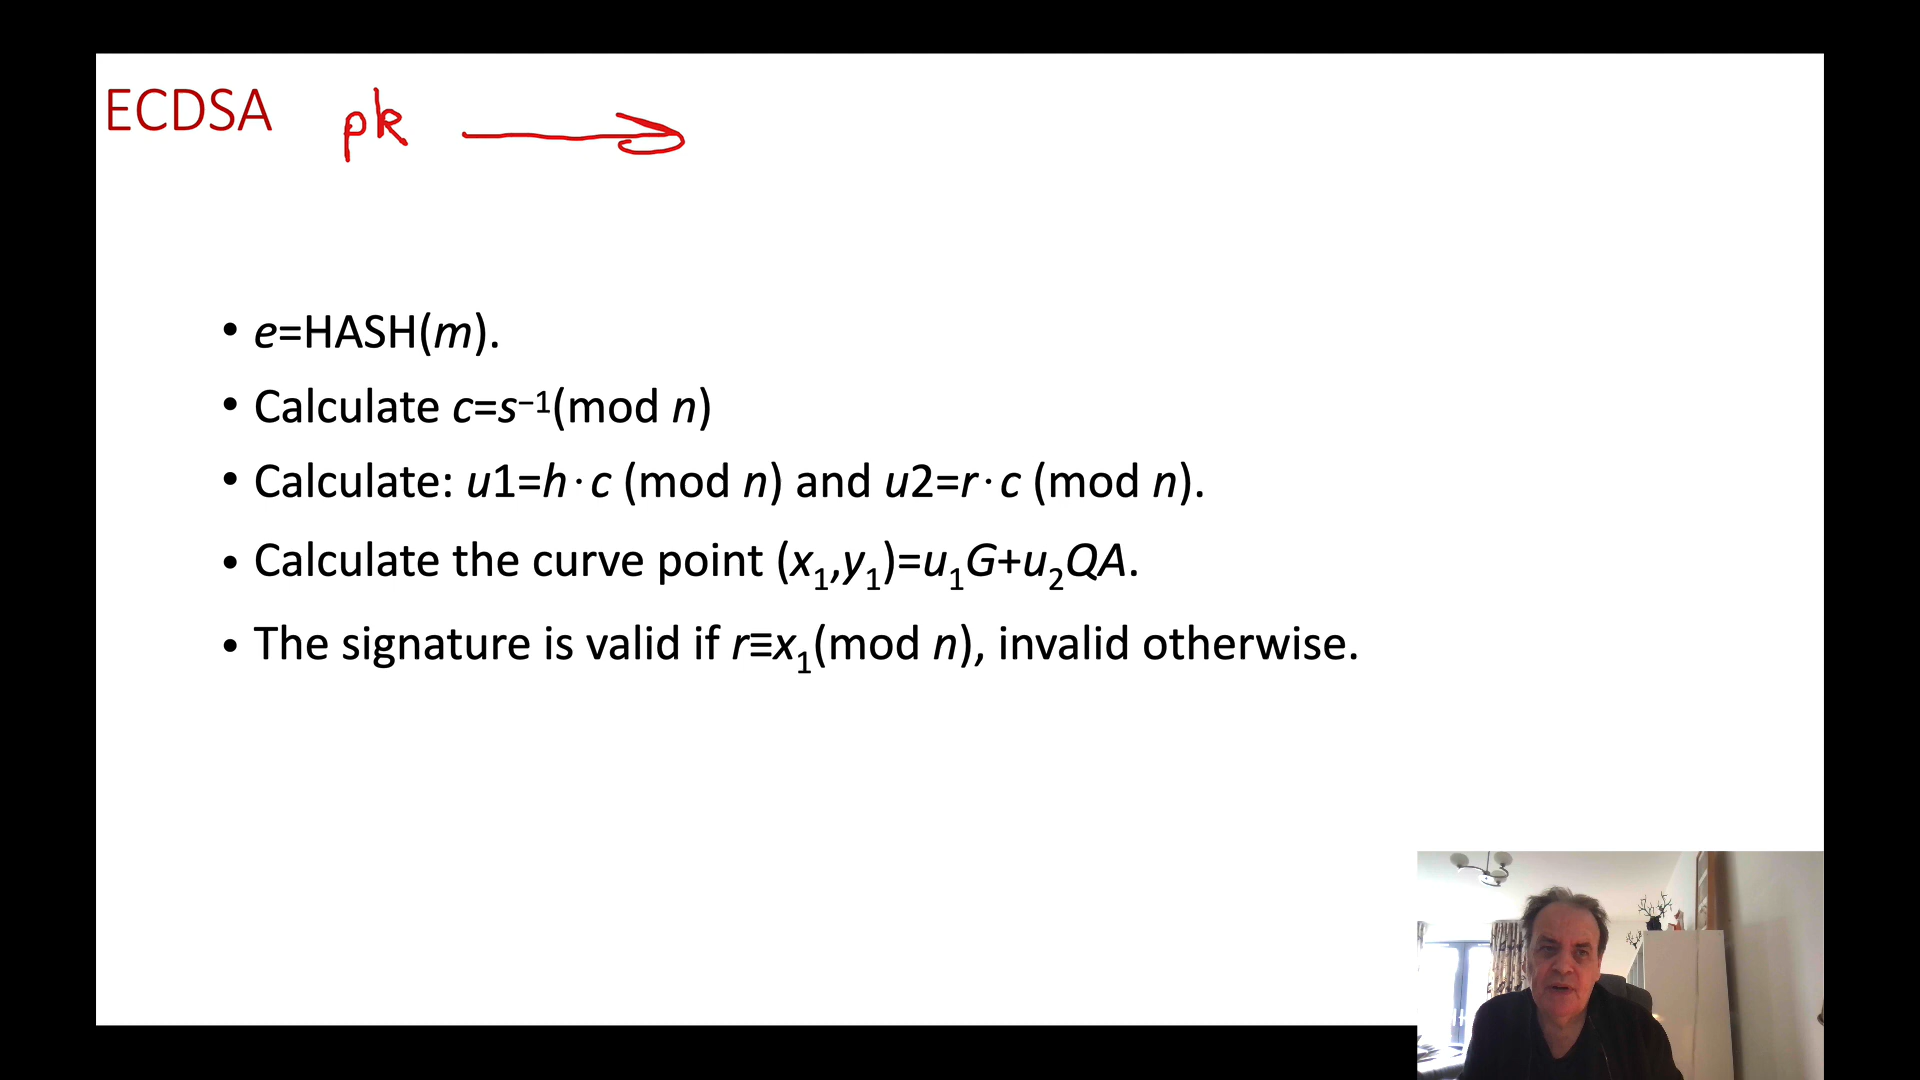 ECDSA pk
• e=HASH(m).
• Calculate c=s⁻¹(mod n)
• Calculate: u1=h·c (mod n) and u2=r·c (mod n).
• Calculate the curve point (x₁,y₁)=u₁G+u₂QA.
• The signature is valid if r≡x₁(mod n), invalid otherwise.